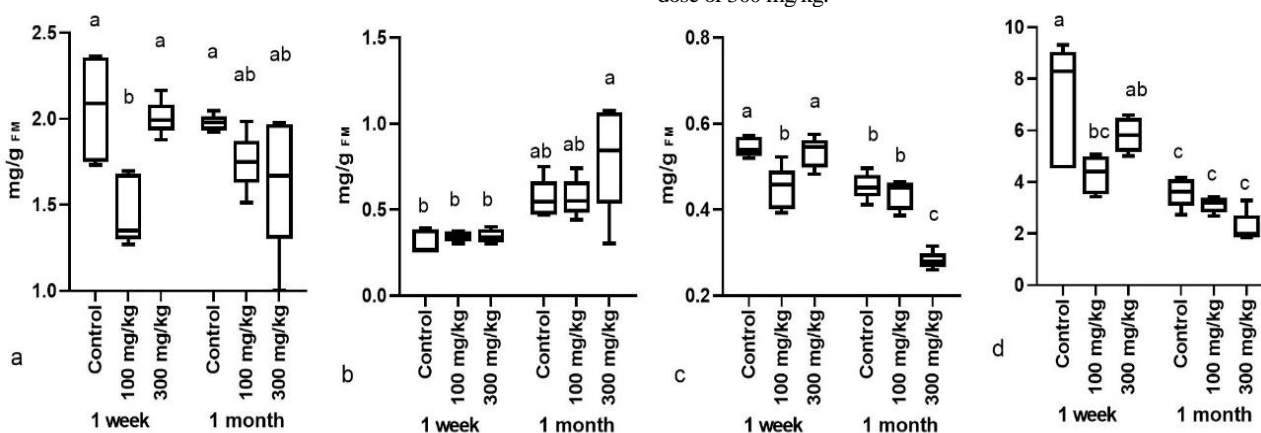 dose of 300 mg/kg.
a
b
a
a
ab
ab
2.5
2.0
1.5
1.0
mg/g FM
Control
100 mg/kg
300 mg/kg
Control
100 mg/kg
300 mg/kg
1 week
1 month
a
b
b
b
ab
ab
a
1.5
1.0
0.5
0.0
mg/g FM
Control
100 mg/kg
300 mg/kg
Control
100 mg/kg
300 mg/kg
1 week
1 month
b
a
b
a
b
b
c
0.8
0.6
0.4
0.2
mg/g FM
Control
100 mg/kg
300 mg/kg
Control
100 mg/kg
300 mg/kg
1 week
1 month
c
a
bc
ab
c
c
c
10
8
6
4
2
0
Control
100 mg/kg
300 mg/kg
Control
100 mg/kg
300 mg/kg
1 week
1 month
d